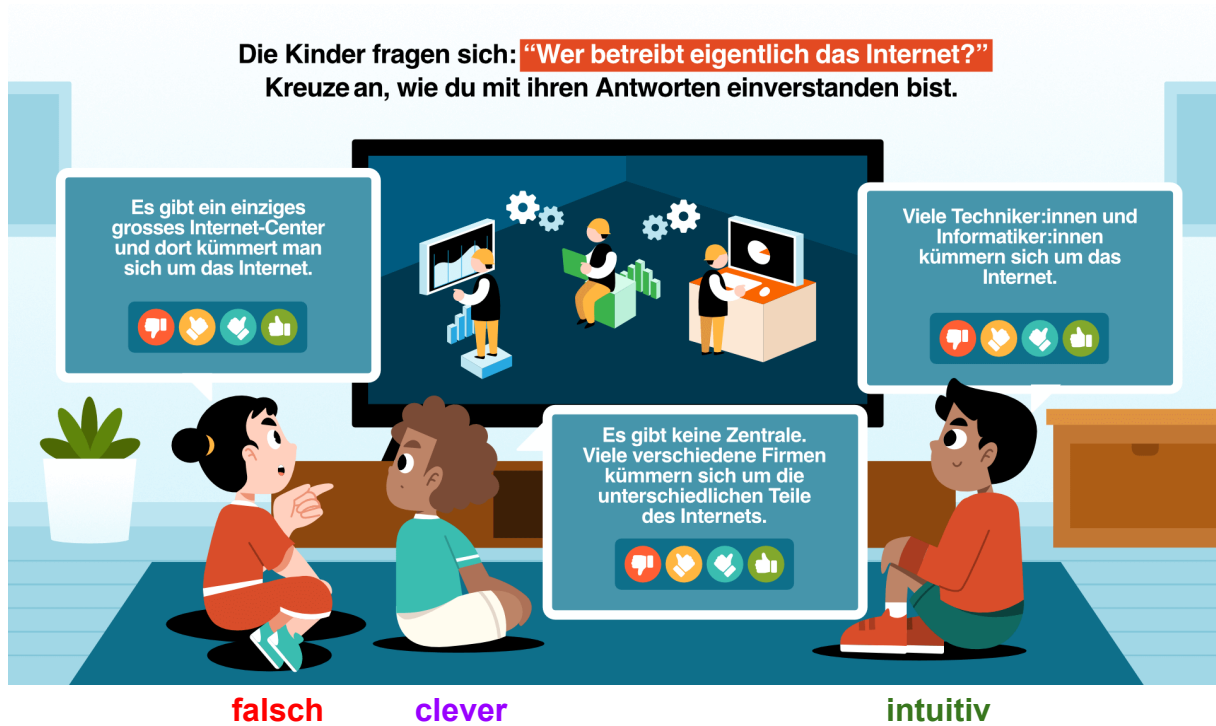 Die Kinder fragen sich: “Wer betreibt eigentlich das Internet?”
Kreuze an, wie du mit ihren Antworten einverstanden bist.
Es gibt ein einziges
grosses Internet-Center
und dort kümmert man
sich um das Internet.
Viele Techniker:innen und
Informatiker:innen
kümmern sich um das
Internet.
Es gibt keine Zentrale.
Viele verschiedene Firmen
kümmern sich um die
unterschiedlichen Teile
des Internets.
falsch
clever
intuitiv